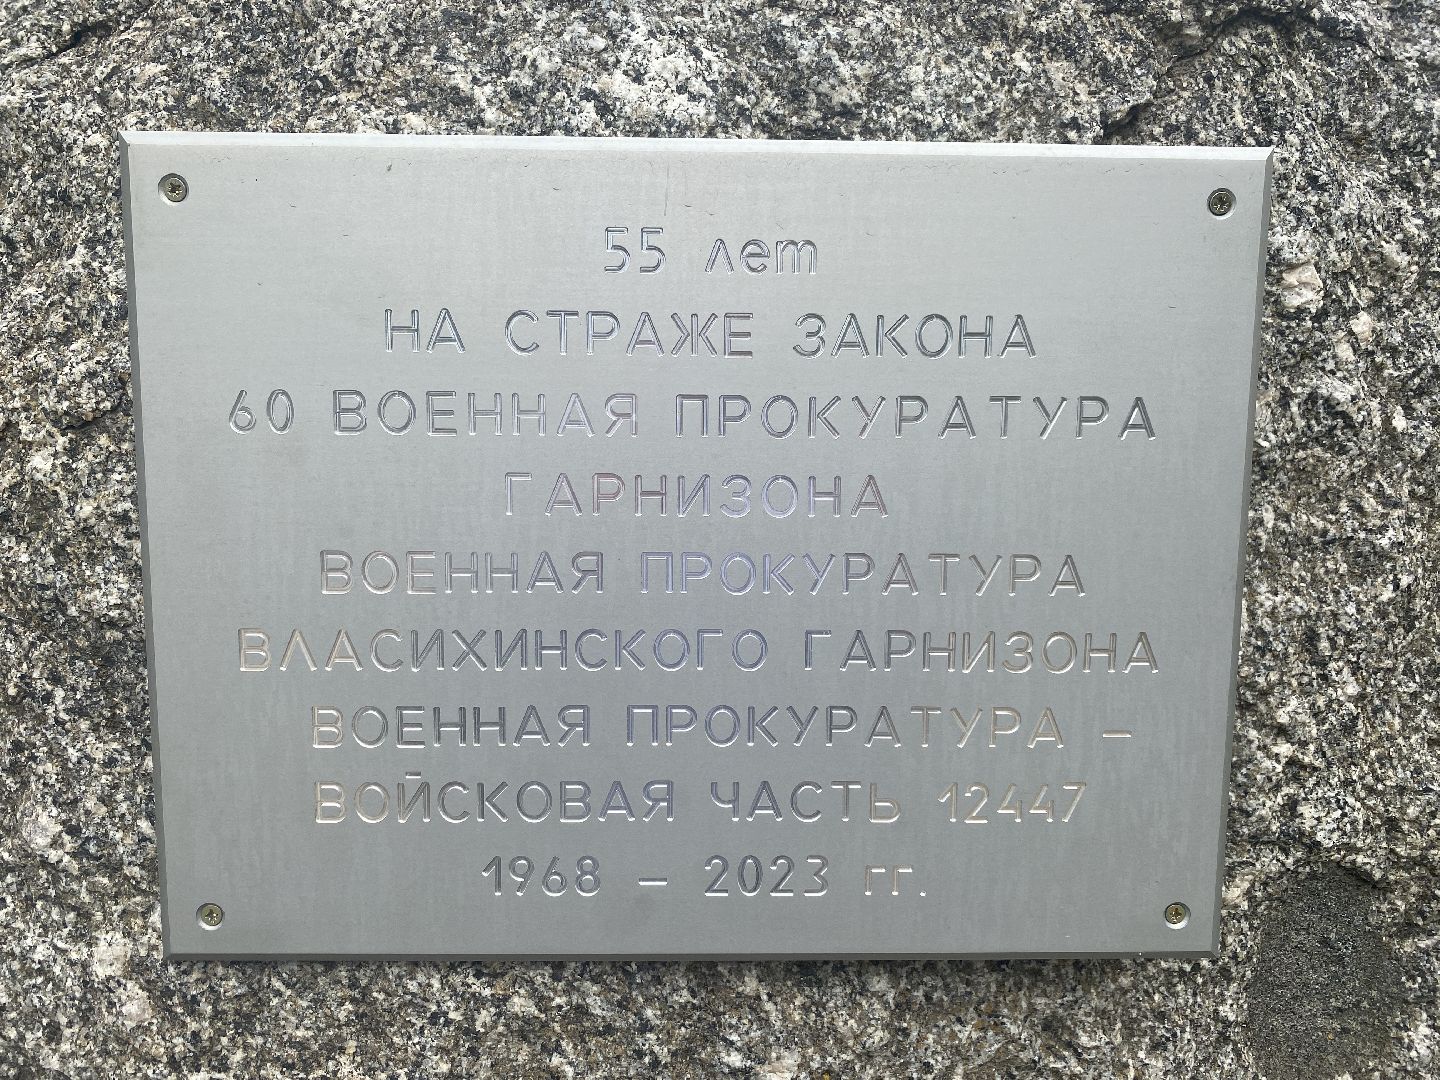 55 лет
НА СТРАЖЕ ЗАКОНА
60 ВОЕННАЯ ПРОКУРАТУРА
ГАРНИЗОНА
ВОЕННАЯ ПРОКУРАТУРА
ВЛАСИХИНСКОГО ГАРНИЗОНА
ВОЕННАЯ ПРОКУРАТУРА –
ВОЙСКОВАЯ ЧАСТЬ 12447
1968 – 2023 гг.